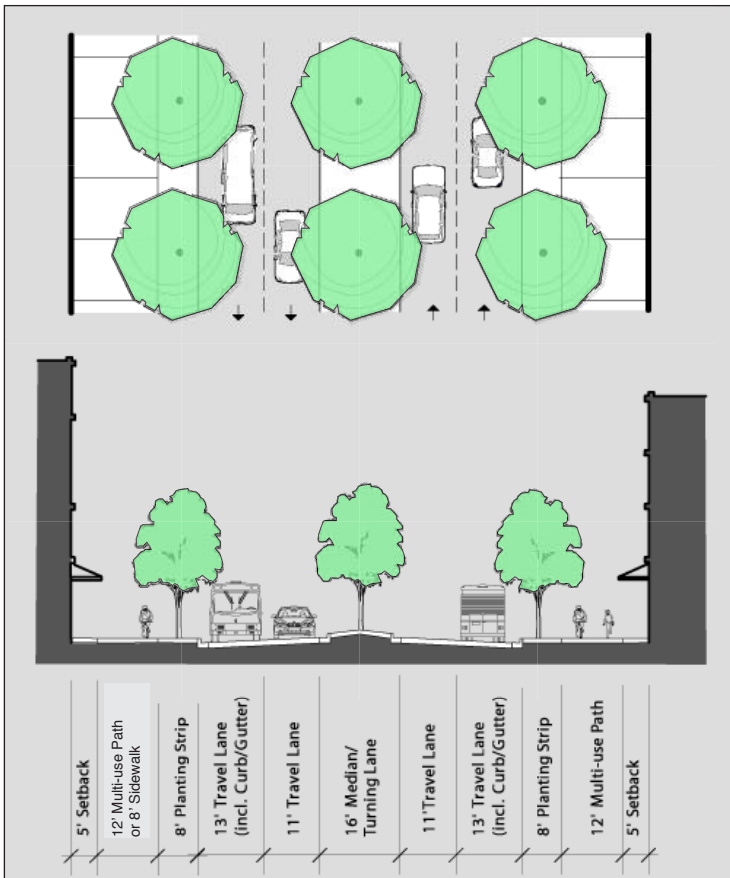 5' Setback
12' Multi-use Path
or 8' Sidewalk
8' Planting Strip
13' Travel Lane
(incl. Curb/Gutter)
11' Travel Lane
16' Median/
Turning Lane
11'Travel Lane
13' Travel Lane
(incl. Curb/Gutter)
8' Planting Strip
12' Multi-use Path
5' Setback